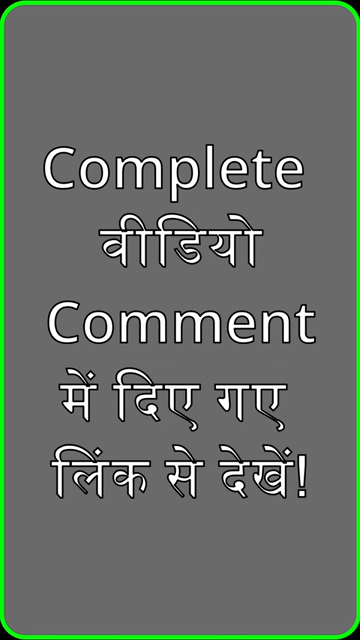 Complete
वीडियो
Comment
में दिए गए
लिंक से देखें!